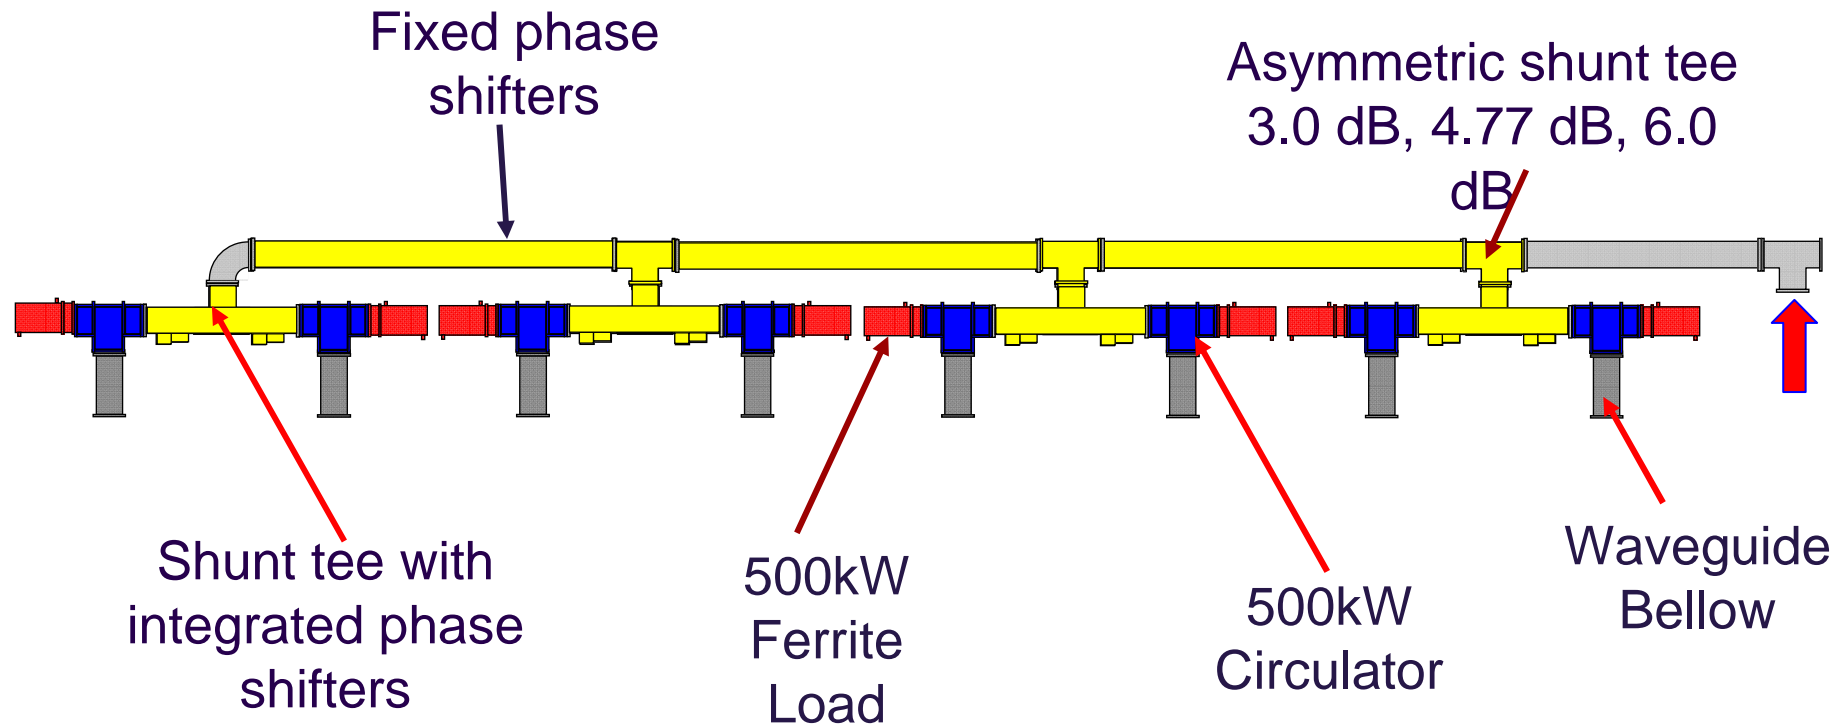 Fixed phase
shifters
Asymmetric shunt tee
3.0 dB, 4.77 dB, 6.0
dB
Shunt tee with
integrated phase
shifters
500kW
Ferrite
Load
500kW
Circulator
Waveguide
Bellow